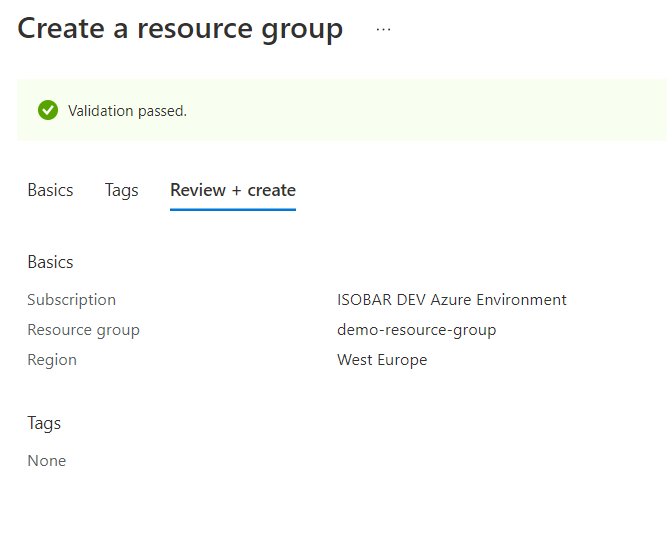 Create a resource group ...
Validation passed.
Basics Tags Review + create
Basics
Subscription ISOBAR DEV Azure Environment
Resource group demo-resource-group
Region West Europe
Tags
None